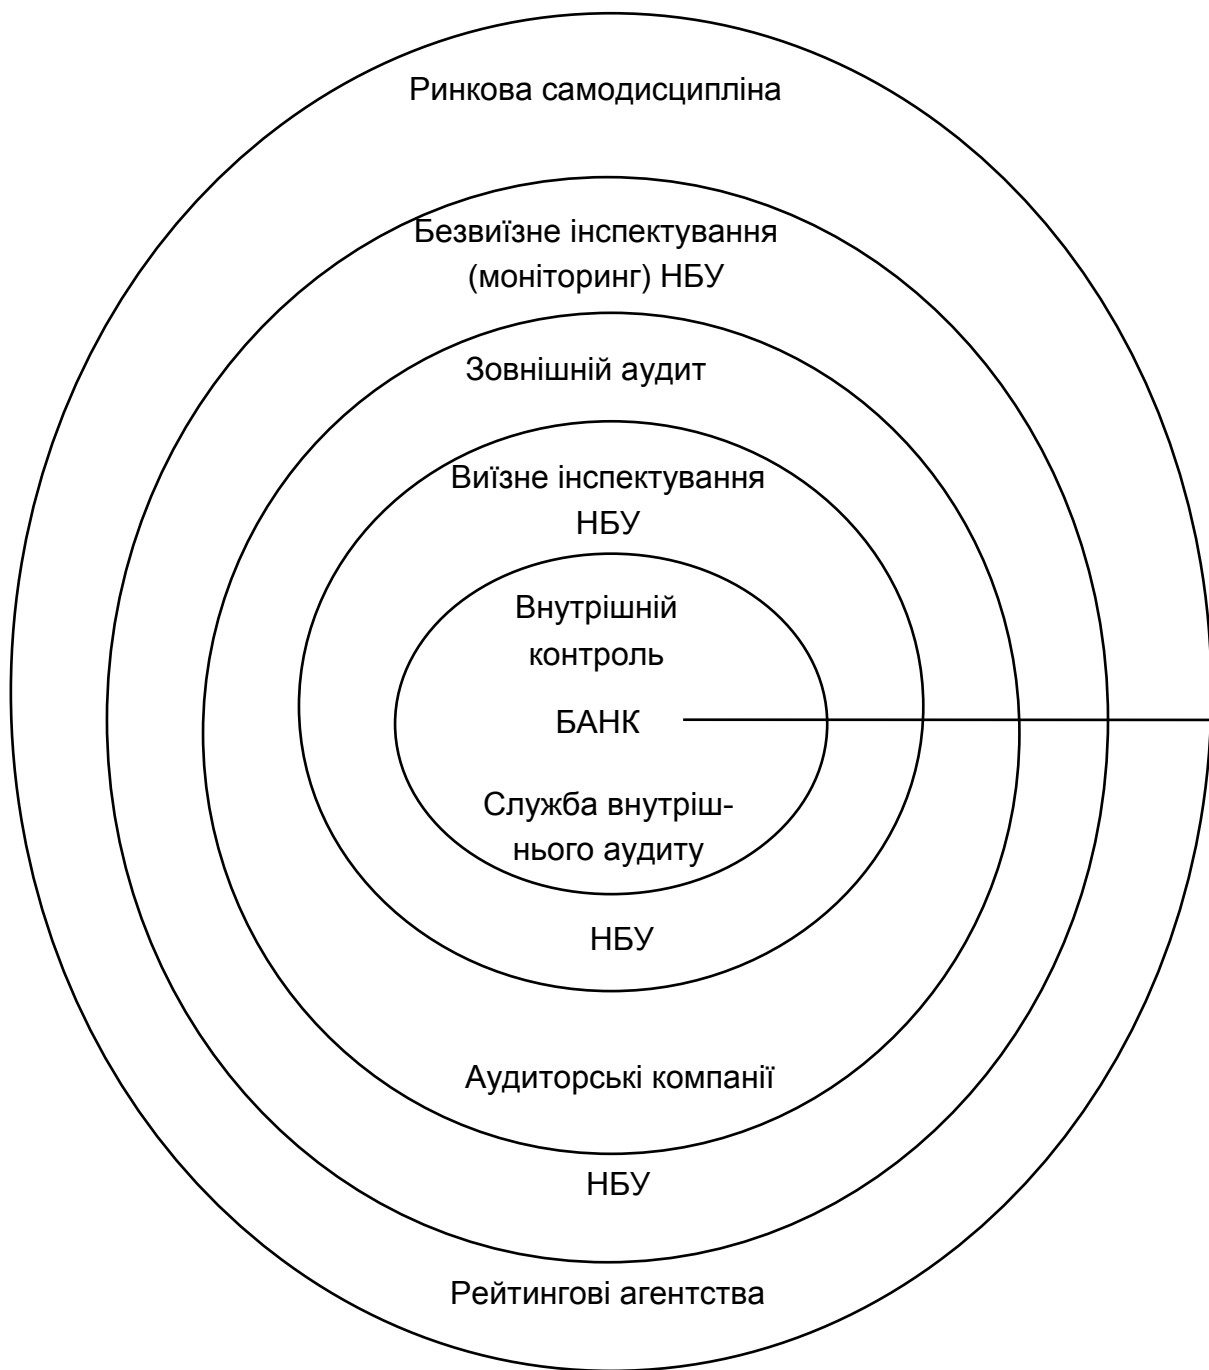 Ринкова самодисципліна
Безвиїзне інспектування
(моніторинг) НБУ
Зовнішній аудит
Виїзне інспектування
НБУ
Внутрішній
контроль
БАНК
Служба внутріш-
нього аудиту
НБУ
Аудиторські компанії
НБУ
Рейтингові агентства